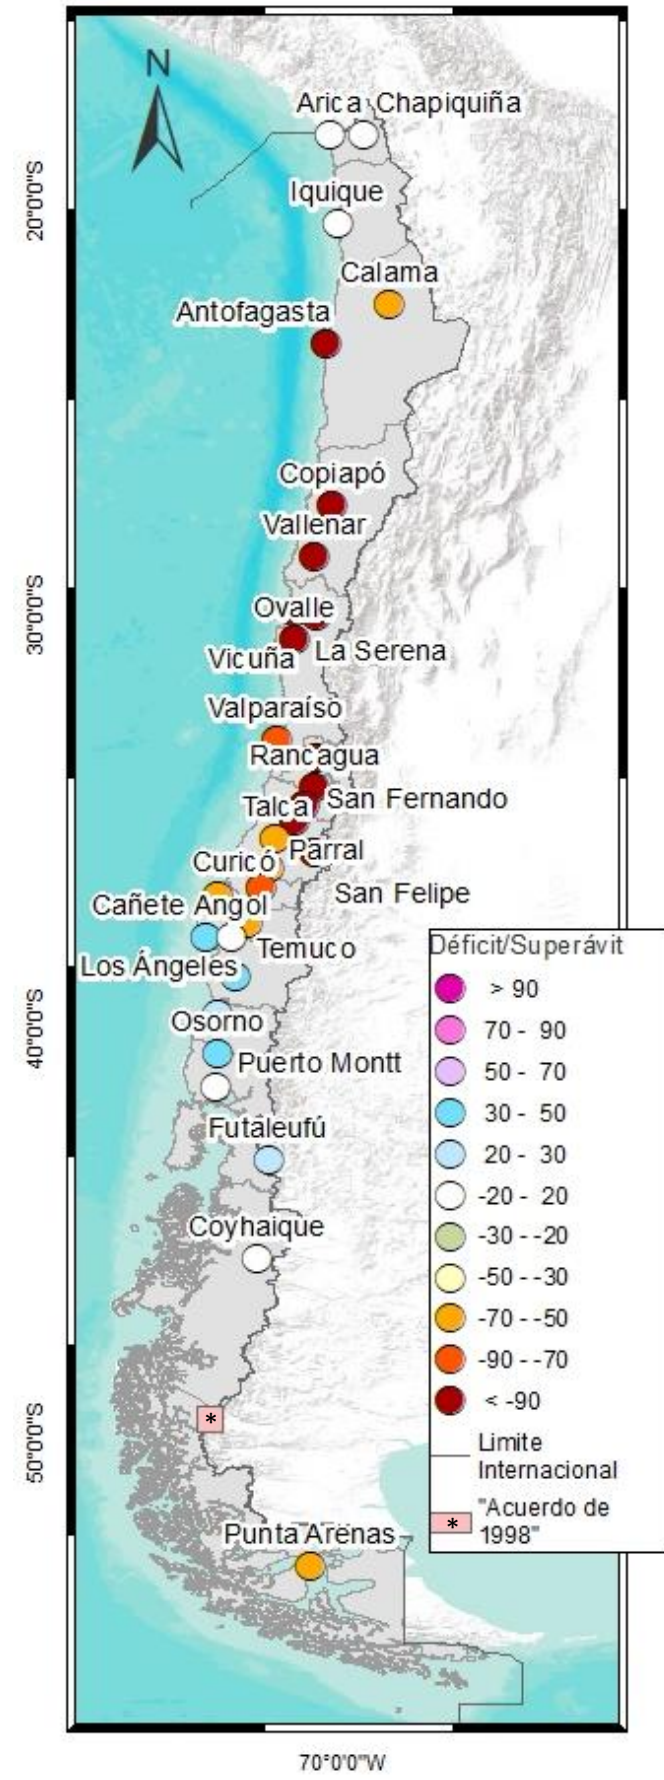 N
Arica Chapiquiña
20°0'0"S
Iquique
Calama
Antofagasta
Copiapó
Vallenar
30°0'0"S
Ovalle
Vicuña La Serena
Valparaíso
Rancagua
Talca San Fernando
Curicó Parral
San Felipe
Cañete Angol
Temuco
Los Ángeles
Osorno
40°0'0"S
Puerto Montt
Futaleufú
Coyhaique
50°0'0"S
Punta Arenas
70°0'0"W
Déficit/Superávit
> 90
70 - 90
50 - 70
30 - 50
20 - 30
-20 - 20
-30 - -20
-50 - -30
-70 - -50
-90 - -70
< -90
Limite
Internacional
* "Acuerdo de
1998"
*